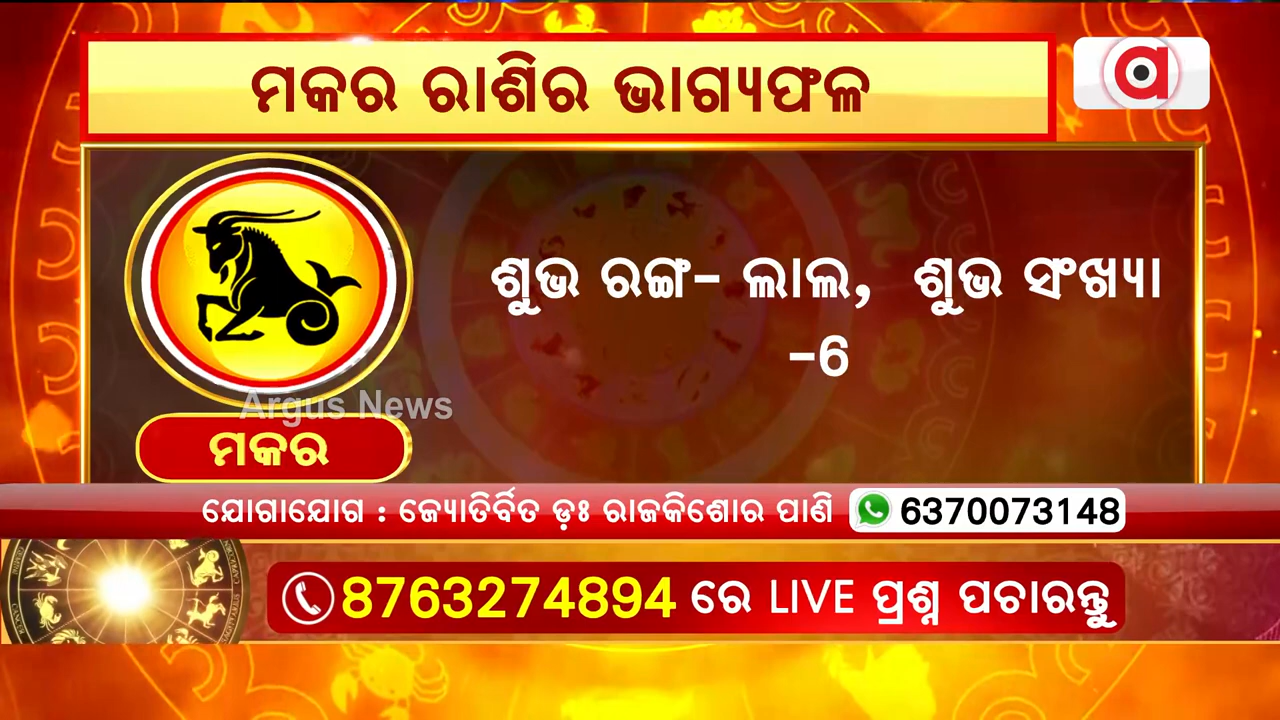 ମକର ରାଶିର ଭାଗ୍ୟଫଳ
a
ଶୁଭ ରଙ୍ଗ- ଲାଲ, ଶୁଭ ସଂଖ୍ୟା
-6
Argus News
ମକର
ଯୋଗାଯୋଗ : ଜ୍ୟୋତିର୍ବିତ ଡ଼ଃ ରାଜକିଶୋର ପାଣି 6370073148
8763274894 ରେ LIVE ପ୍ରଶ୍ନ ପଚାରନ୍ତୁ